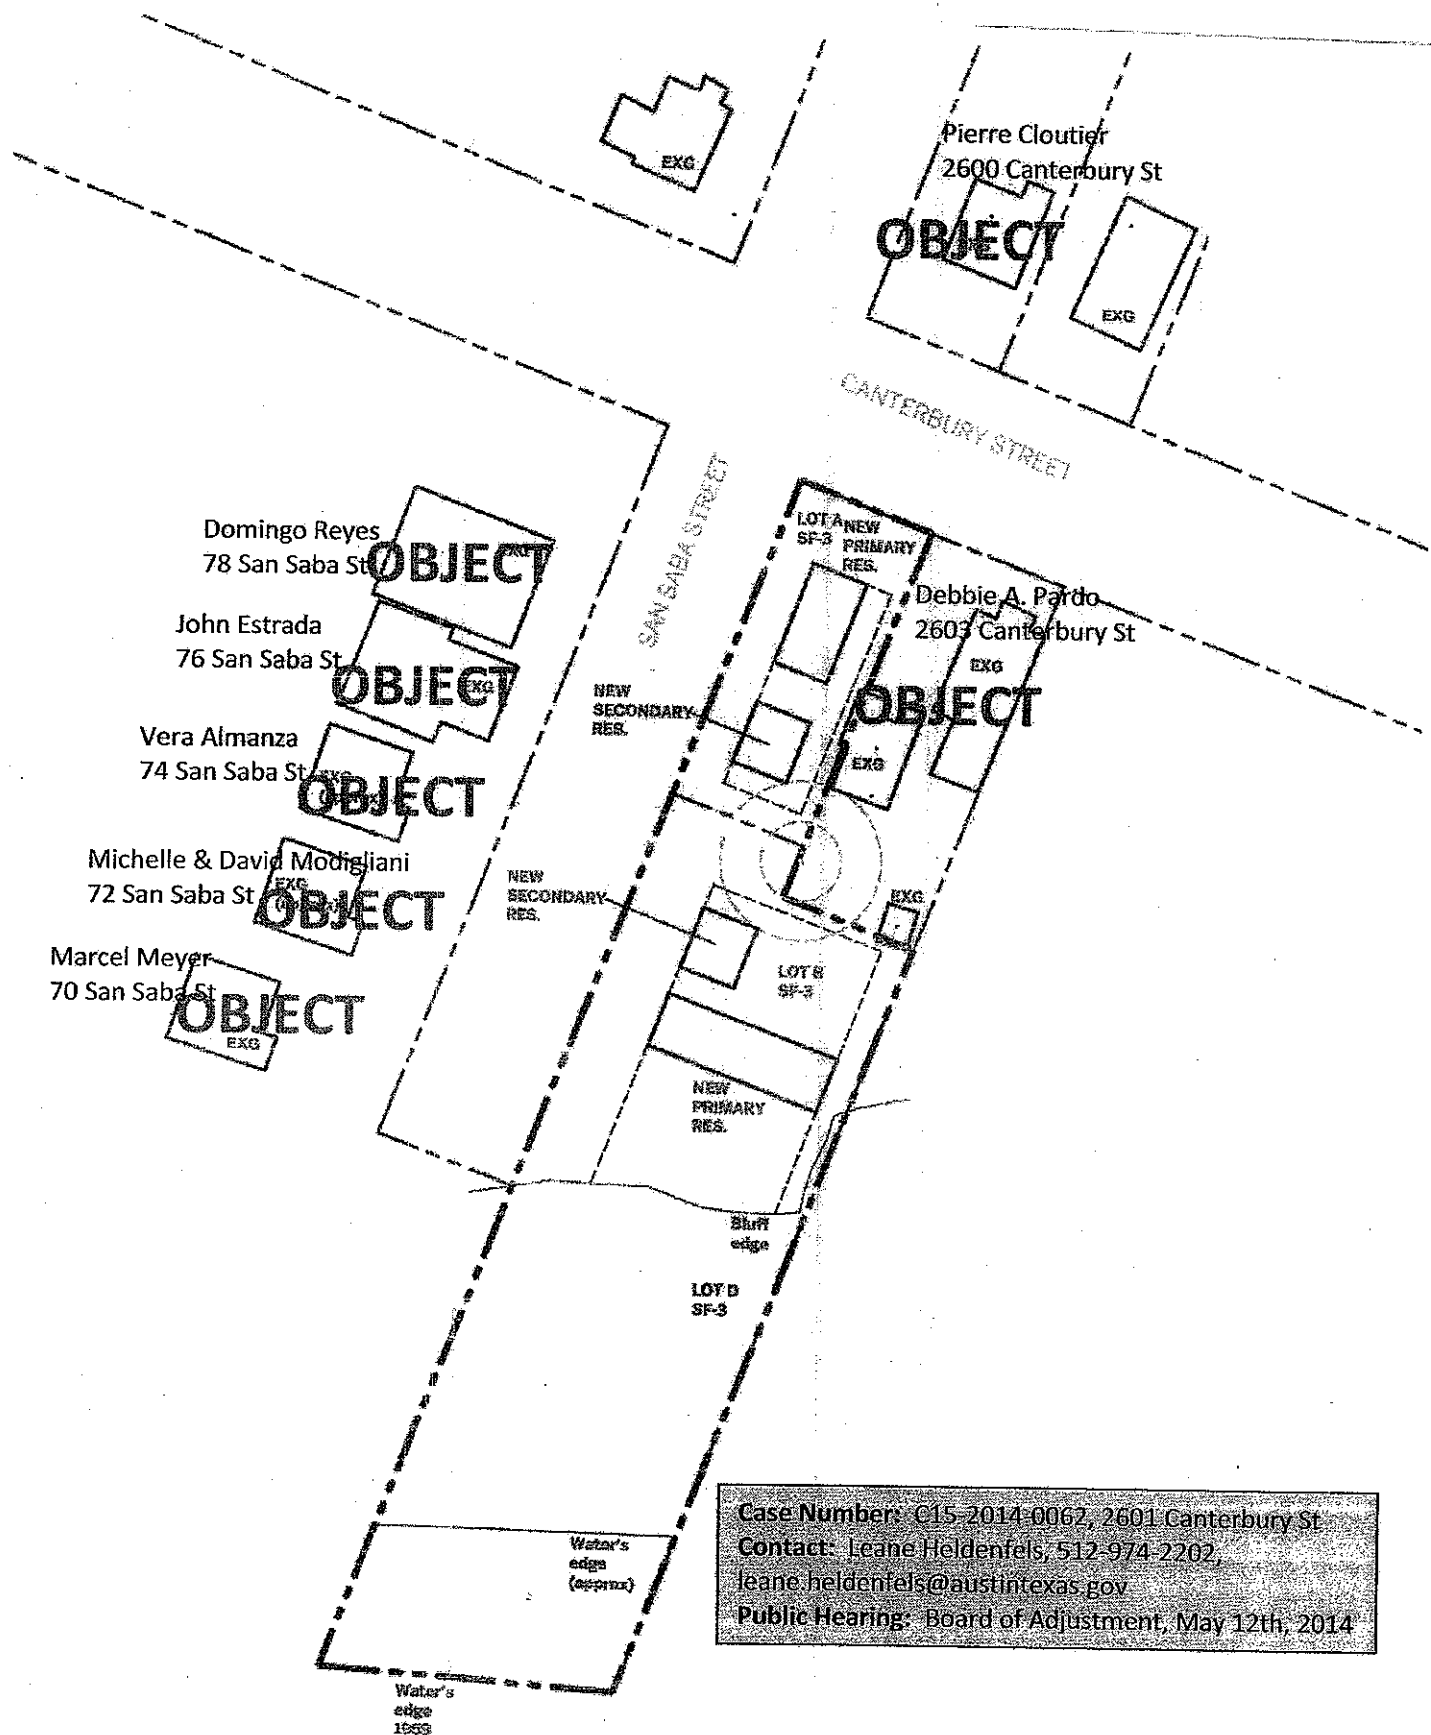 EXG
Pierre Cloutier
2600 Canterbury St
OBJECT
EXG
CANTERBURY STREET
SAN SABA STREET
Domingo Reyes
78 San Saba St
OBJECT
EXG
John Estrada
76 San Saba St
OBJECT
EXG
Vera Almanza
74 San Saba St
OBJECT
EXG
Michelle & David Modigliani
72 San Saba St
OBJECT
EXG
Marcel Meyer
70 San Saba St
OBJECT
EXG
LOT A
SF-3
NEW
PRIMARY
RES.
Debbie A. Pardo
2603 Canterbury St
EXG
OBJECT
EXG
NEW
SECONDARY
RES.
NEW
SECONDARY
RES.
EXG
LOT B
SF-3
NEW
PRIMARY
RES.
Bluff
edge
LOT D
SF-3
Water's
edge
(approx)
Water's
edge
1959
Case Number: C15-2014-0062, 2601 Canterbury St
Contact: Leane Heldenfels, 512-974-2202,
leane.heldenfels@austintexas.gov
Public Hearing: Board of Adjustment, May 12th, 2014